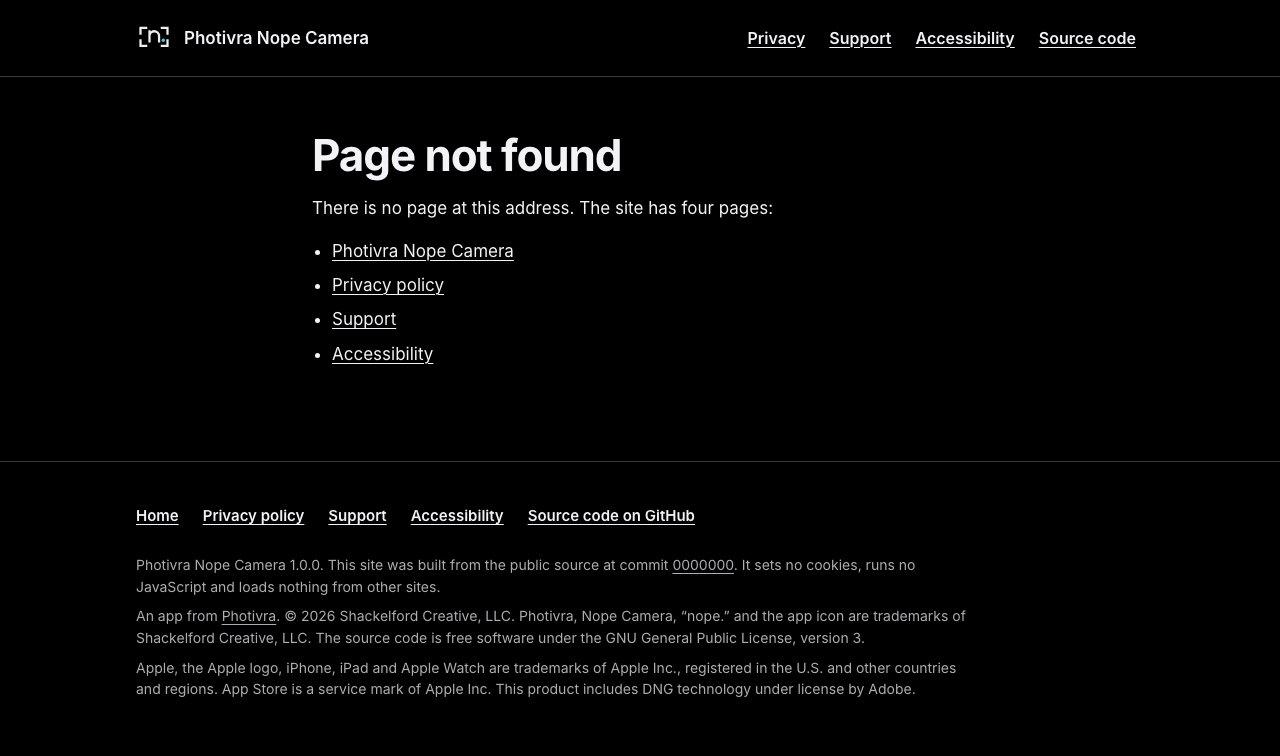 n
Photivra Nope Camera
Privacy Support Accessibility Source code
Page not found
There is no page at this address. The site has four pages:
• Photivra Nope Camera
• Privacy policy
• Support
• Accessibility
Home Privacy policy Support Accessibility Source code on GitHub
Photivra Nope Camera 1.0.0. This site was built from the public source at commit 0000000. It sets no cookies, runs no
JavaScript and loads nothing from other sites.
An app from Photivra. © 2026 Shackelford Creative, LLC. Photivra, Nope Camera, “nope.” and the app icon are trademarks of
Shackelford Creative, LLC. The source code is free software under the GNU General Public License, version 3.
Apple, the Apple logo, iPhone, iPad and Apple Watch are trademarks of Apple Inc., registered in the U.S. and other countries
and regions. App Store is a service mark of Apple Inc. This product includes DNG technology under license by Adobe.